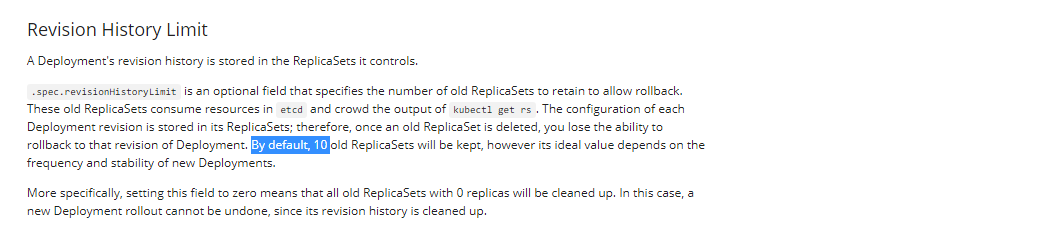 Revision History Limit
A Deployment's revision history is stored in the ReplicaSets it controls.
.spec.revisionHistoryLimit is an optional field that specifies the number of old ReplicaSets to retain to allow rollback.
These old ReplicaSets consume resources in etcd and crowd the output of kubectl get rs . The configuration of each
Deployment revision is stored in its ReplicaSets; therefore, once an old ReplicaSet is deleted, you lose the ability to
rollback to that revision of Deployment. By default, 10 old ReplicaSets will be kept, however its ideal value depends on the
frequency and stability of new Deployments.
More specifically, setting this field to zero means that all old ReplicaSets with 0 replicas will be cleaned up. In this case, a
new Deployment rollout cannot be undone, since its revision history is cleaned up.